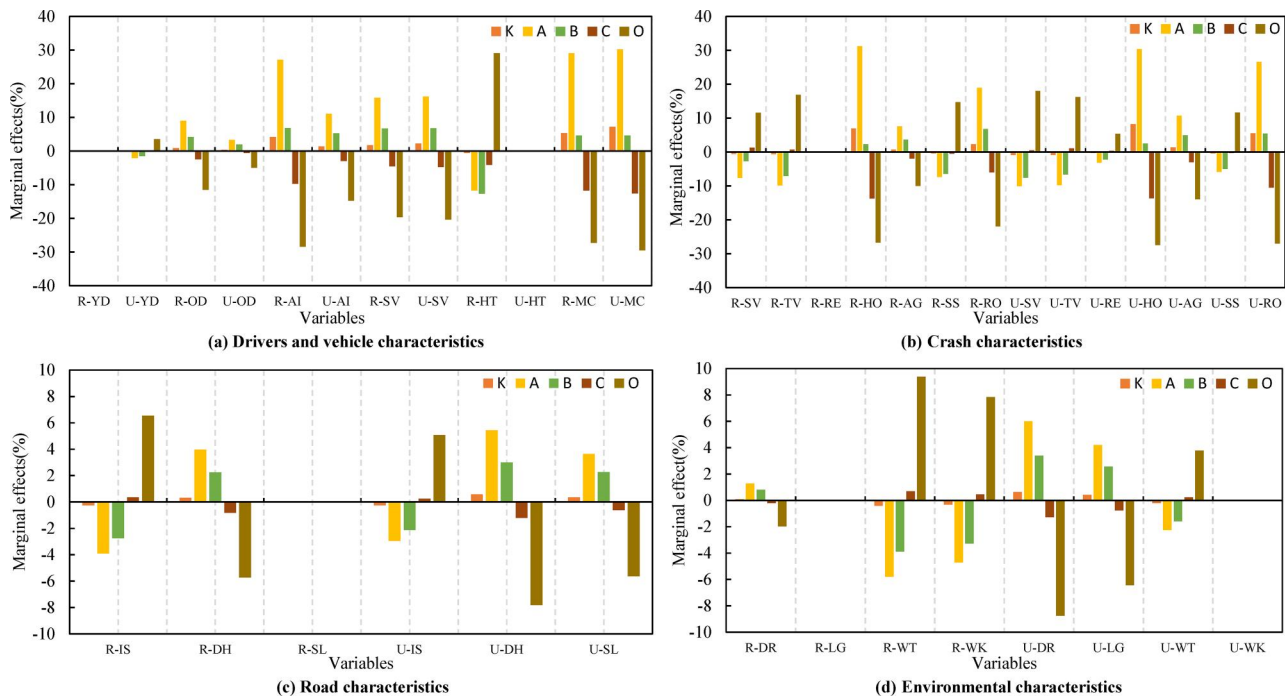 K A B C O
Marginal effects(%)
40
30
20
10
0
-10
-20
-30
-40
R-YD U-YD R-OD U-OD R-AI U-AI R-SV U-SV R-HT U-HT R-MC U-MC
Variables
(a) Drivers and vehicle characteristics
K A B C O
Marginal effects(%)
40
30
20
10
0
-10
-20
-30
-40
R-SV R-TV R-RE R-HO R-AG R-SS R-RO U-SV U-TV U-RE U-HO U-AG U-SS U-RO
Variables
(b) Crash characteristics
K A B C O
Marginal effects(%)
10
8
6
4
2
0
-2
-4
-6
-8
-10
R-IS R-DH R-SL U-IS U-DH U-SL
Variables
(c) Road characteristics
K A B C O
Marginal effect(%)
10
8
6
4
2
0
-2
-4
-6
-8
-10
R-DR R-LG R-WT R-WK U-DR U-LG U-WT U-WK
Variables
(d) Environmental characteristics